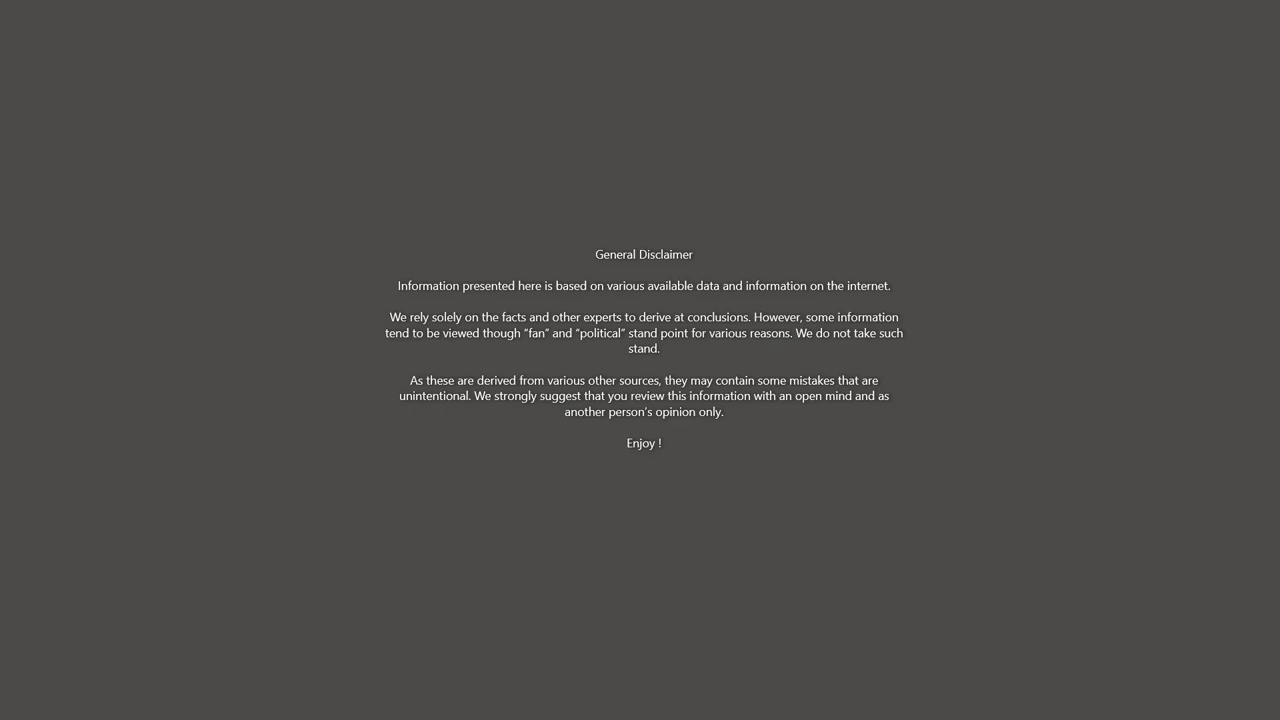 General Disclaimer
Information presented here is based on various available data and information on the internet.
We rely solely on the facts and other experts to derive at conclusions. However, some information
tend to be viewed though “fan” and “political” stand point for various reasons. We do not take such
stand.
As these are derived from various other sources, they may contain some mistakes that are
unintentional. We strongly suggest that you review this information with an open mind and as
another person’s opinion only.
Enjoy !